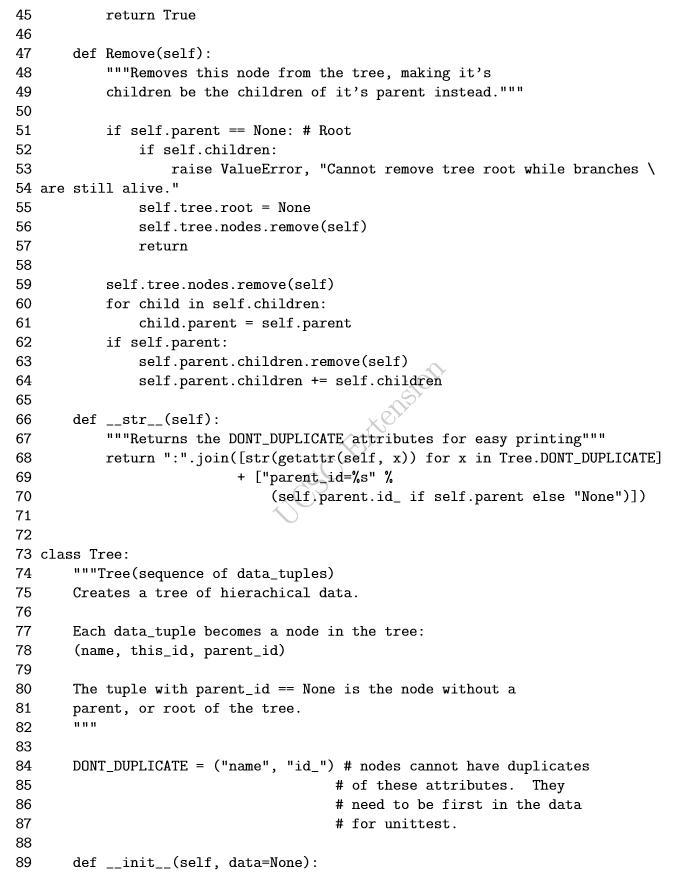 45         return True
46
47     def Remove(self):
48         """Removes this node from the tree, making it's
49         children be the children of it's parent instead."""
50
51         if self.parent == None: # Root
52             if self.children:
53                 raise ValueError, "Cannot remove tree root while branches \
54 are still alive."
55             self.tree.root = None
56             self.tree.nodes.remove(self)
57             return
58
59         self.tree.nodes.remove(self)
60         for child in self.children:
61             child.parent = self.parent
62         if self.parent:
63             self.parent.children.remove(self)
64             self.parent.children += self.children
65
66     def __str__(self):
67         """Returns the DONT_DUPLICATE attributes for easy printing"""
68         return ":".join([str(getattr(self, x)) for x in Tree.DONT_DUPLICATE]
69                         + ["parent_id=%s" %
70                            (self.parent.id_ if self.parent else "None")])
71
72
73 class Tree:
74     """Tree(sequence of data_tuples)
75     Creates a tree of hierachical data.
76
77     Each data_tuple becomes a node in the tree:
78     (name, this_id, parent_id)
79
80     The tuple with parent_id == None is the node without a
81     parent, or root of the tree.
82     """
83
84     DONT_DUPLICATE = ("name", "id_") # nodes cannot have duplicates
85                                      # of these attributes.  They
86                                      # need to be first in the data
87                                      # for unittest.
88
89     def __init__(self, data=None):
UCSC Extension